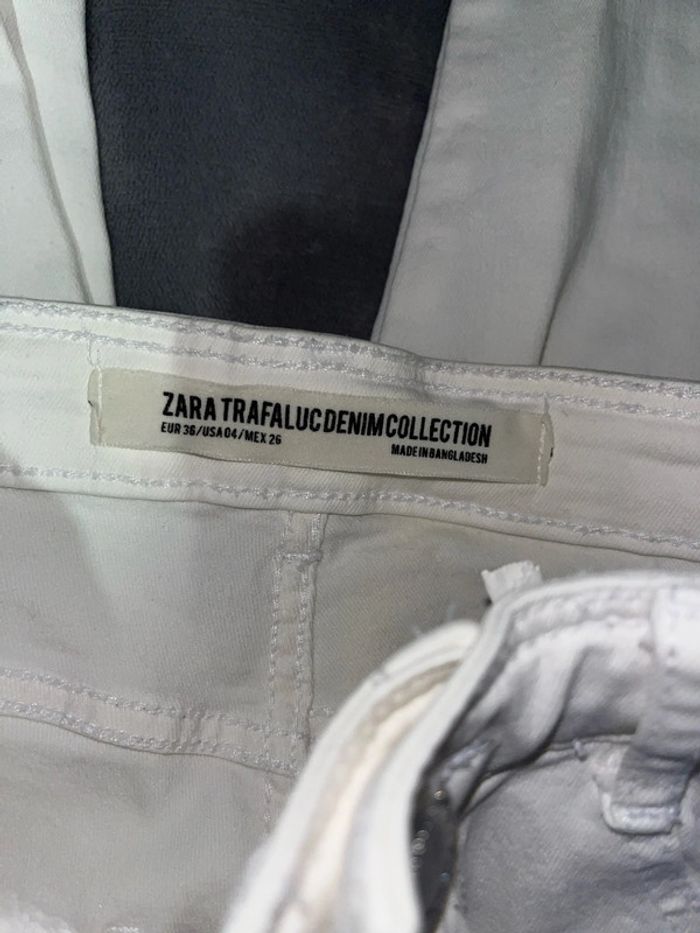 ZARA TRAFALUC DENIM COLLECTION
EUR 36/USA 04/MEX 26
MADE IN BANGLADESH